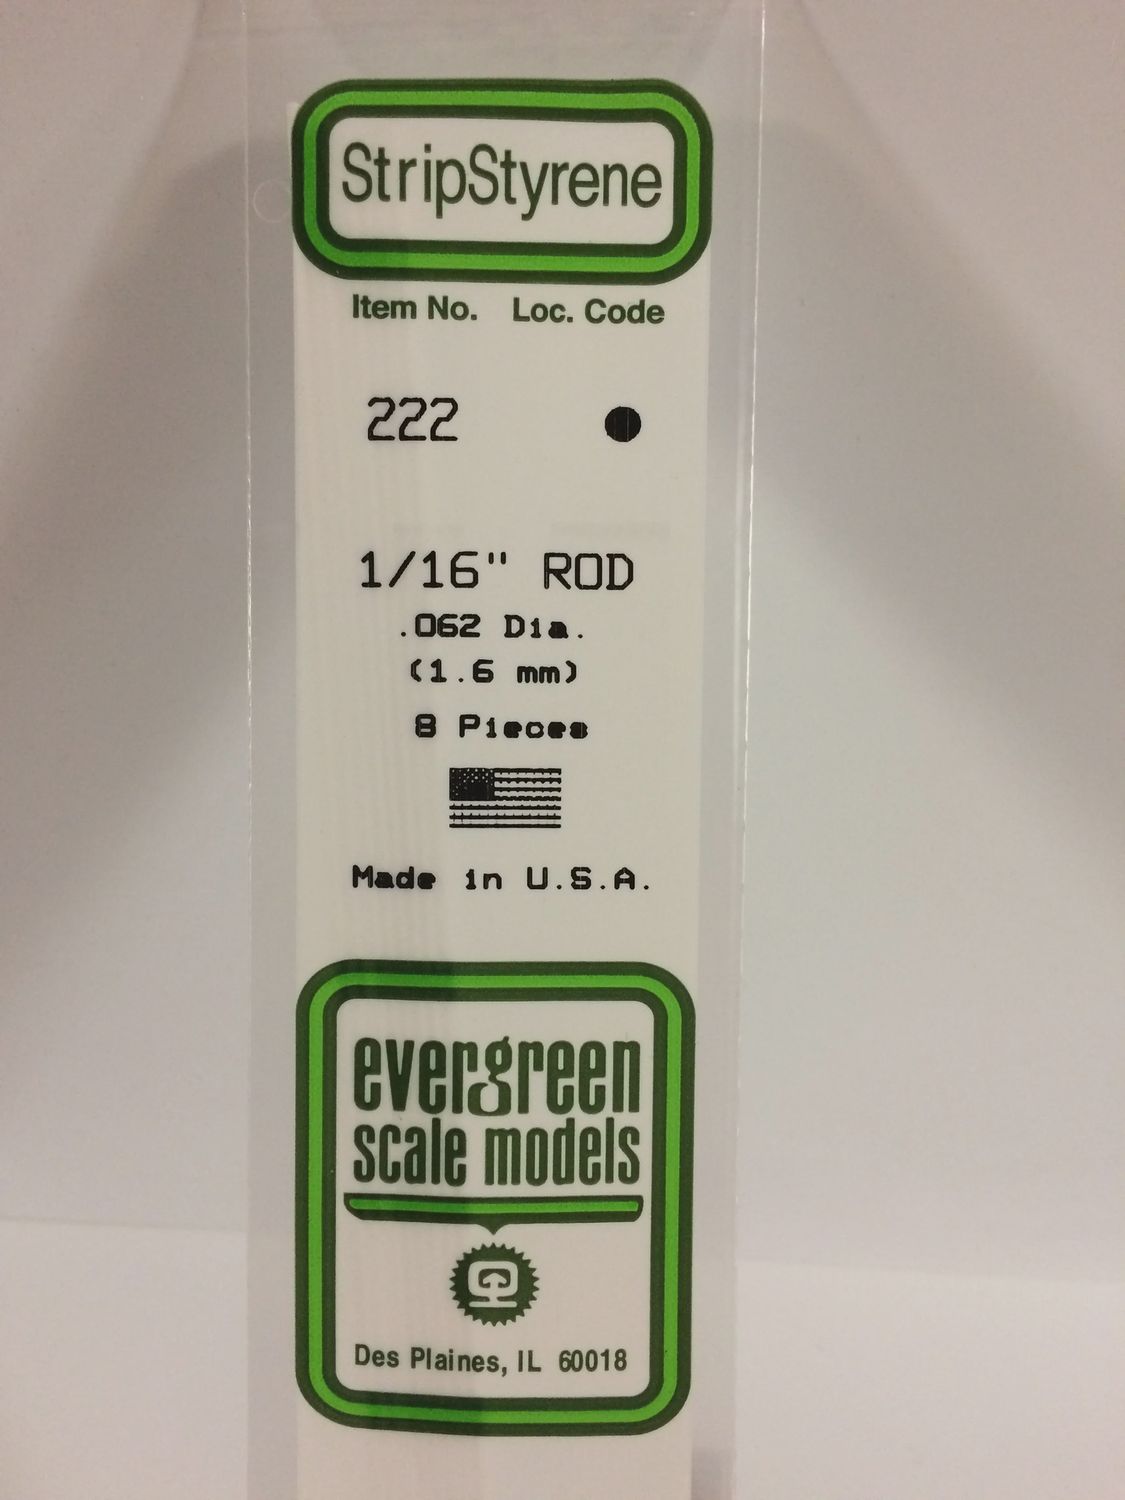 StripStyrene
Item No. Loc. Code
222 ●
1/16" ROD
.062 Dia.
(1.6 mm)
8 Pieces
Made in U.S.A.
evergreen
scale models
Des Plaines, IL 60018